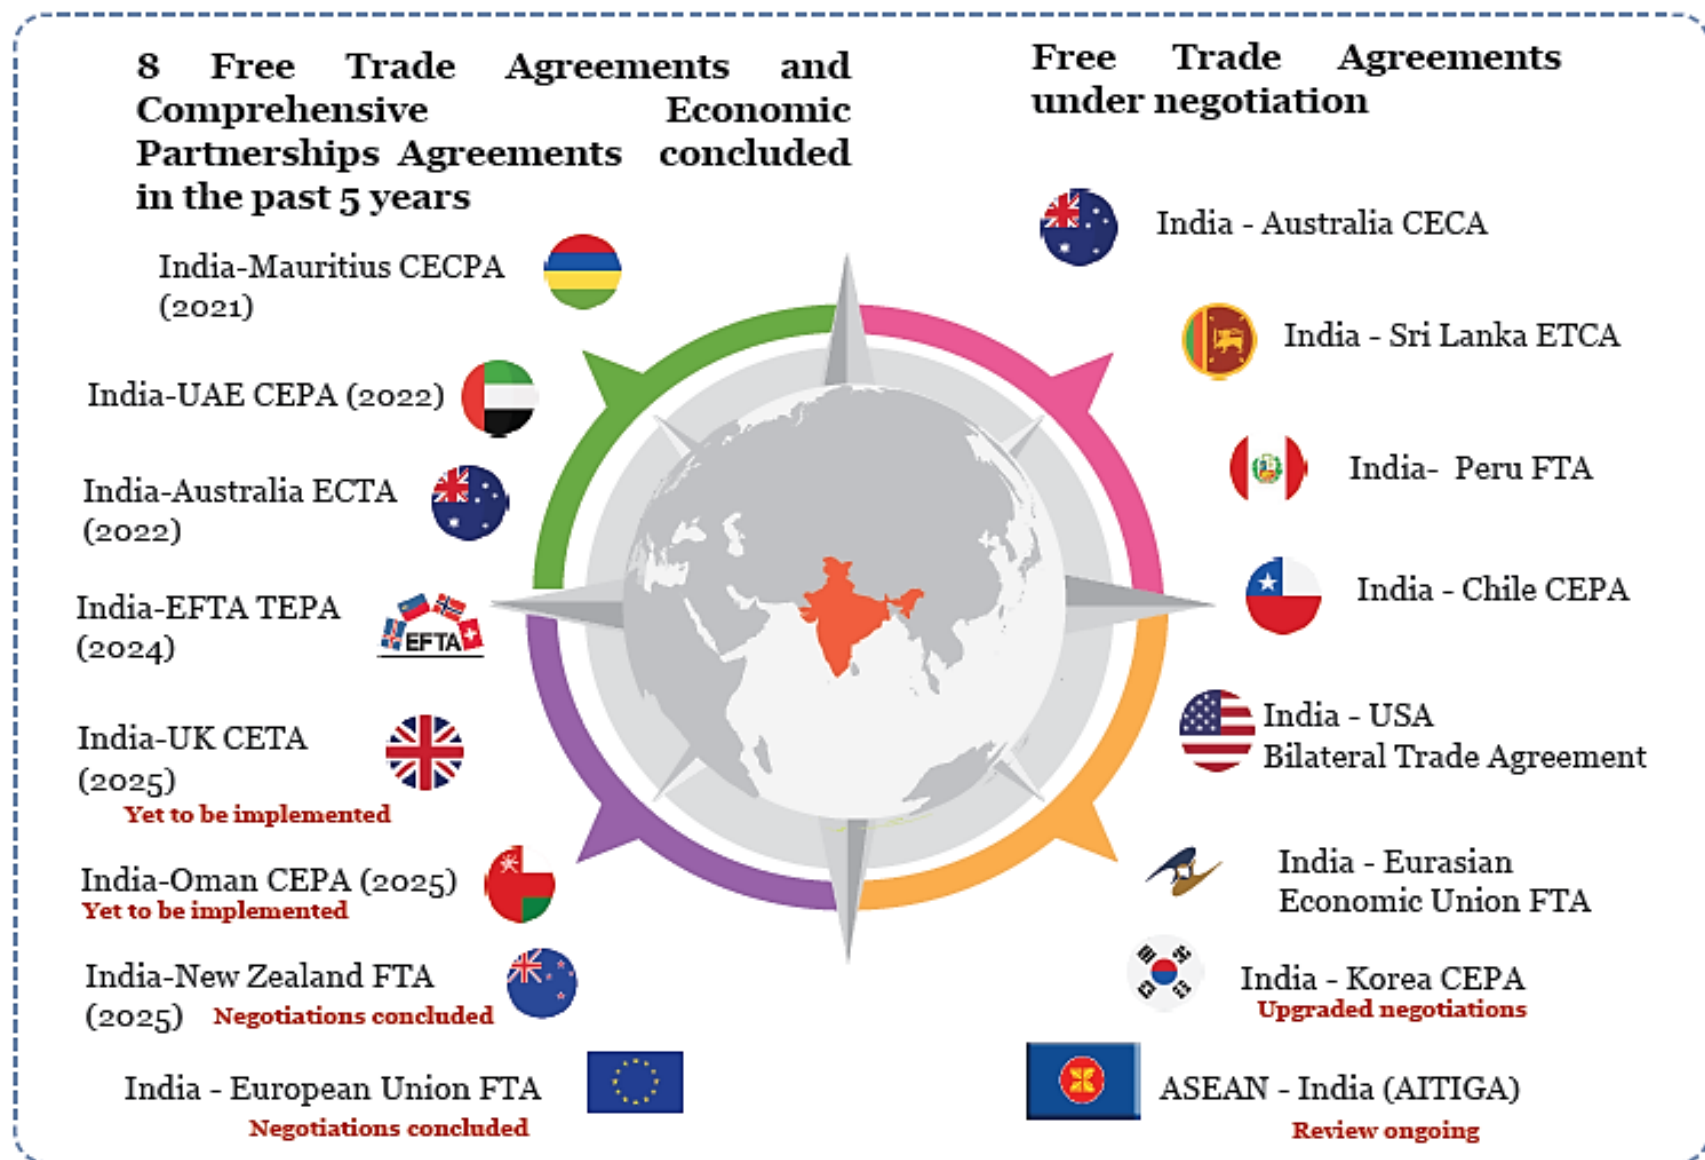 8 Free Trade Agreements and
Comprehensive Economic
Partnerships Agreements concluded
in the past 5 years
India-Mauritius CECPA
(2021)
India-UAE CEPA (2022)
India-Australia ECTA
(2022)
India-EFTA TEPA
(2024)
EFTA
India-UK CETA
(2025)
Yet to be implemented
India-Oman CEPA (2025)
Yet to be implemented
India-New Zealand FTA
(2025) Negotiations concluded
India - European Union FTA
Negotiations concluded
Free Trade Agreements
under negotiation
India - Australia CECA
India - Sri Lanka ETCA
India- Peru FTA
India - Chile CEPA
India - USA
Bilateral Trade Agreement
India - Eurasian
Economic Union FTA
India - Korea CEPA
Upgraded negotiations
ASEAN - India (AITIGA)
Review ongoing